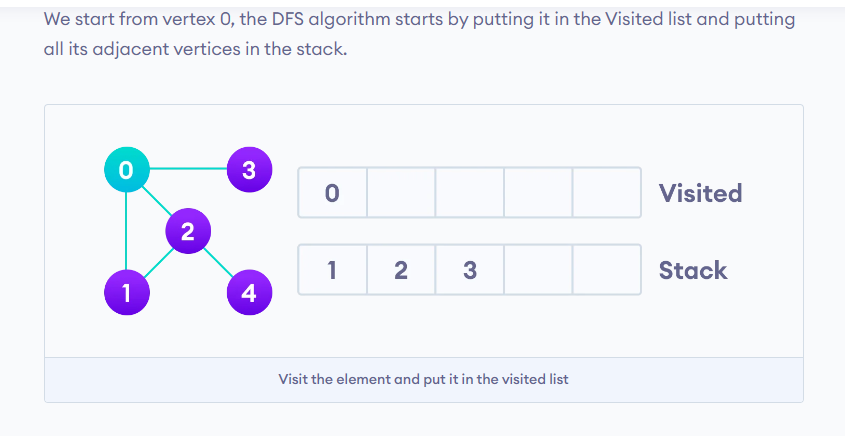 We start from vertex 0, the DFS algorithm starts by putting it in the Visited list and putting
all its adjacent vertices in the stack.
0 3
0 Visited
2
1 2 3 Stack
1 4
Visit the element and put it in the visited list